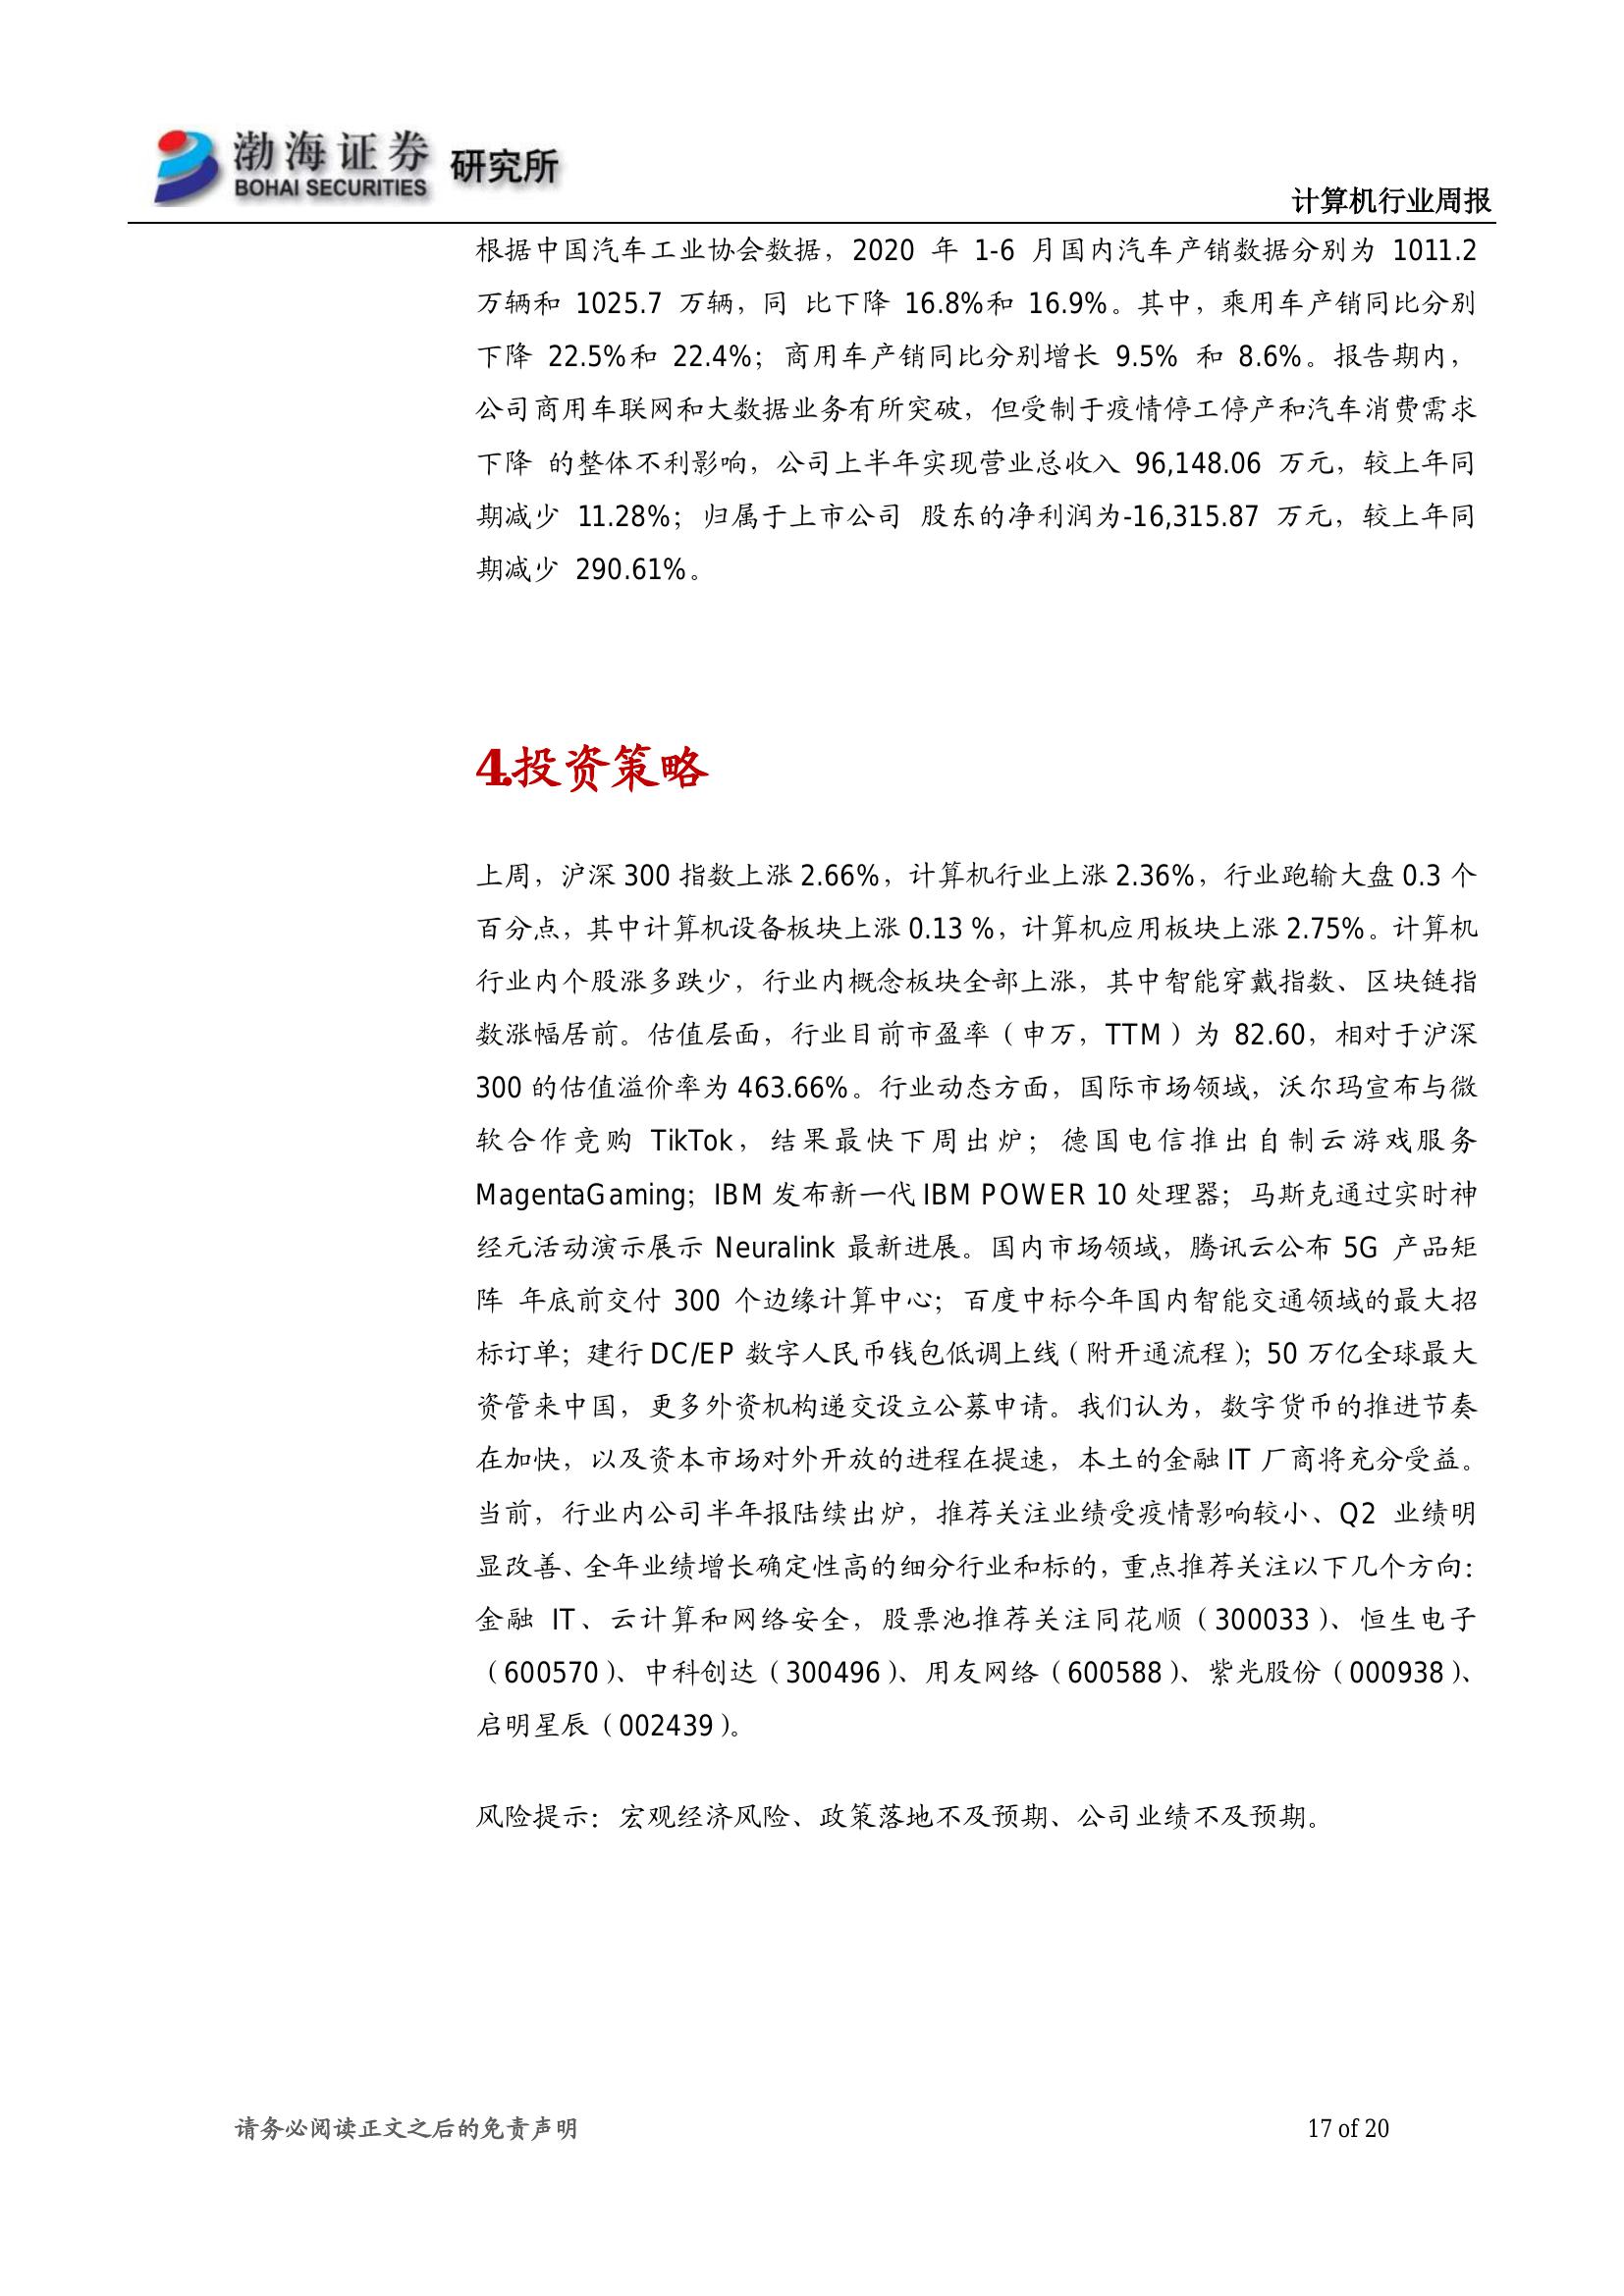 渤海证券 研究所
BOHAI SECURITIES
计算机行业周报
根据中国汽车工业协会数据，2020 年 1-6 月国内汽车产销数据分别为 1011.2
万辆和 1025.7 万辆，同 比下降 16.8%和 16.9%。其中，乘用车产销同比分别
下降 22.5%和 22.4%；商用车产销同比分别增长 9.5% 和 8.6%。报告期内，
公司商用车联网和大数据业务有所突破，但受制于疫情停工停产和汽车消费需求
下降 的整体不利影响，公司上半年实现营业总收入 96,148.06 万元，较上年同
期减少 11.28%；归属于上市公司 股东的净利润为-16,315.87 万元，较上年同
期减少 290.61%。
4.投资策略
上周，沪深 300 指数上涨 2.66%，计算机行业上涨 2.36%，行业跑输大盘 0.3 个
百分点，其中计算机设备板块上涨 0.13 %，计算机应用板块上涨 2.75%。计算机
行业内个股涨多跌少，行业内概念板块全部上涨，其中智能穿戴指数、区块链指
数涨幅居前。估值层面，行业目前市盈率（申万，TTM）为 82.60，相对于沪深
300 的估值溢价率为 463.66%。行业动态方面，国际市场领域，沃尔玛宣布与微
软合作竞购 TikTok，结果最快下周出炉；德国电信推出自制云游戏服务
MagentaGaming；IBM 发布新一代 IBM POWER 10 处理器；马斯克通过实时神
经元活动演示展示 Neuralink 最新进展。国内市场领域，腾讯云公布 5G 产品矩
阵 年底前交付 300 个边缘计算中心；百度中标今年国内智能交通领域的最大招
标订单；建行 DC/EP 数字人民币钱包低调上线（附开通流程）；50 万亿全球最大
资管来中国，更多外资机构递交设立公募申请。我们认为，数字货币的推进节奏
在加快，以及资本市场对外开放的进程在提速，本土的金融 IT 厂商将充分受益。
当前，行业内公司半年报陆续出炉，推荐关注业绩受疫情影响较小、Q2 业绩明
显改善、全年业绩增长确定性高的细分行业和标的，重点推荐关注以下几个方向：
金融 IT、云计算和网络安全，股票池推荐关注同花顺（300033）、恒生电子
（600570）、中科创达（300496）、用友网络（600588）、紫光股份（000938）、
启明星辰（002439）。
风险提示：宏观经济风险、政策落地不及预期、公司业绩不及预期。
请务必阅读正文之后的免责声明
17 of 20